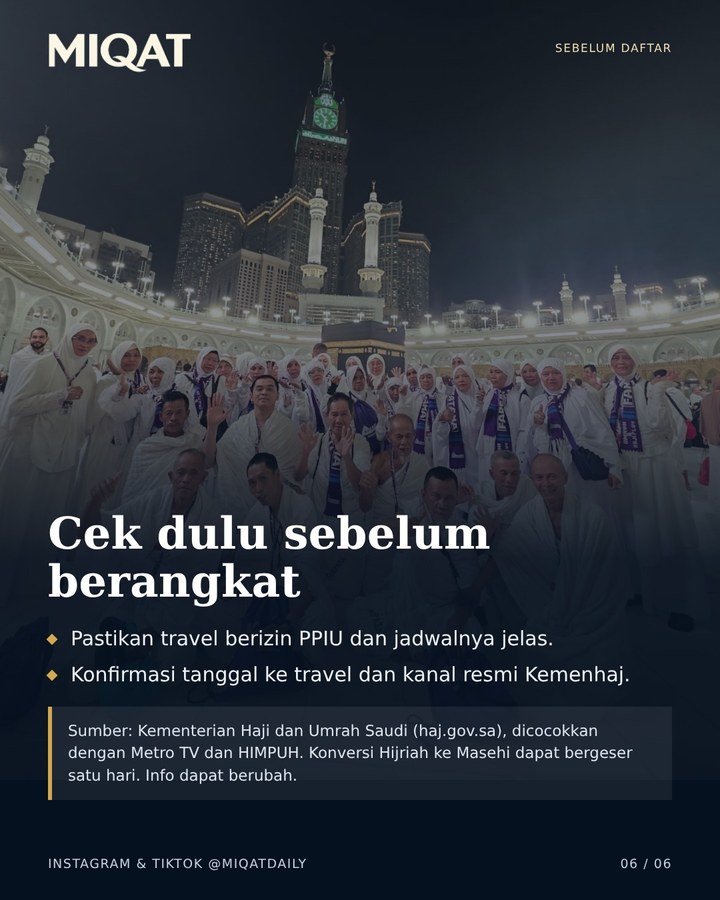 MIQAT
SEBELUM DAFTAR
Cek dulu sebelum
berangkat
Pastikan travel berizin PPIU dan jadwalnya jelas.
Konfirmasi tanggal ke travel dan kanal resmi Kemenhaj.
Sumber: Kementerian Haji dan Umrah Saudi (haj.gov.sa), dicocokkan
dengan Metro TV dan HIMPUH. Konversi Hijriah ke Masehi dapat bergeser
satu hari. Info dapat berubah.
INSTAGRAM & TIKTOK @MIQATDAILY
06 / 06